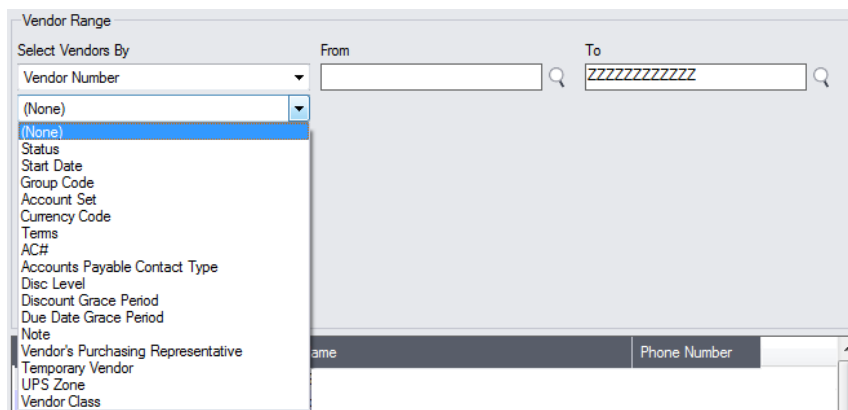 Vendor Range
Select Vendors By From To
Vendor Number ZZZZZZZZZZZZ
(None)
(None)
Status
Start Date
Group Code
Account Set
Currency Code
Terms
AC#
Accounts Payable Contact Type
Disc Level
Discount Grace Period
Due Date Grace Period
Note
Vendor's Purchasing Representative
ame Phone Number
Temporary Vendor
UPS Zone
Vendor Class